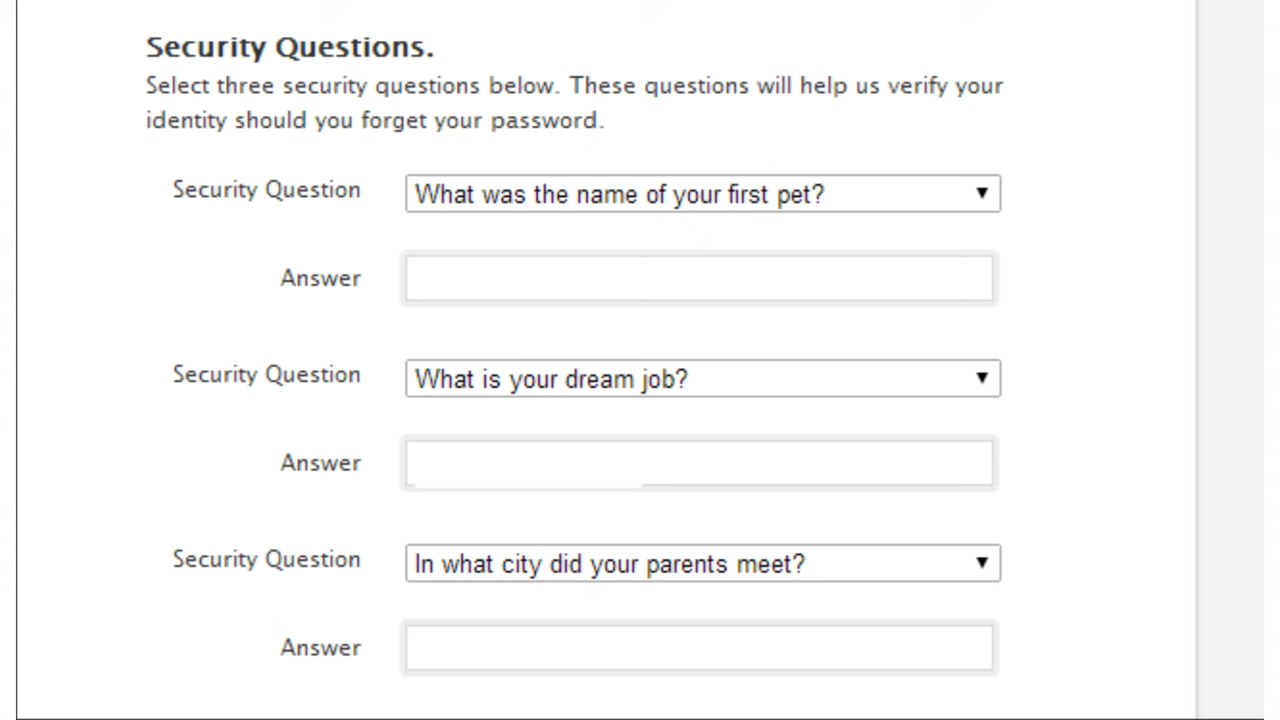 Security Questions.
Select three security questions below. These questions will help us verify your
identity should you forget your password.
Security Question What was the name of your first pet?
Answer
Security Question What is your dream job?
Answer
Security Question In what city did your parents meet?
Answer